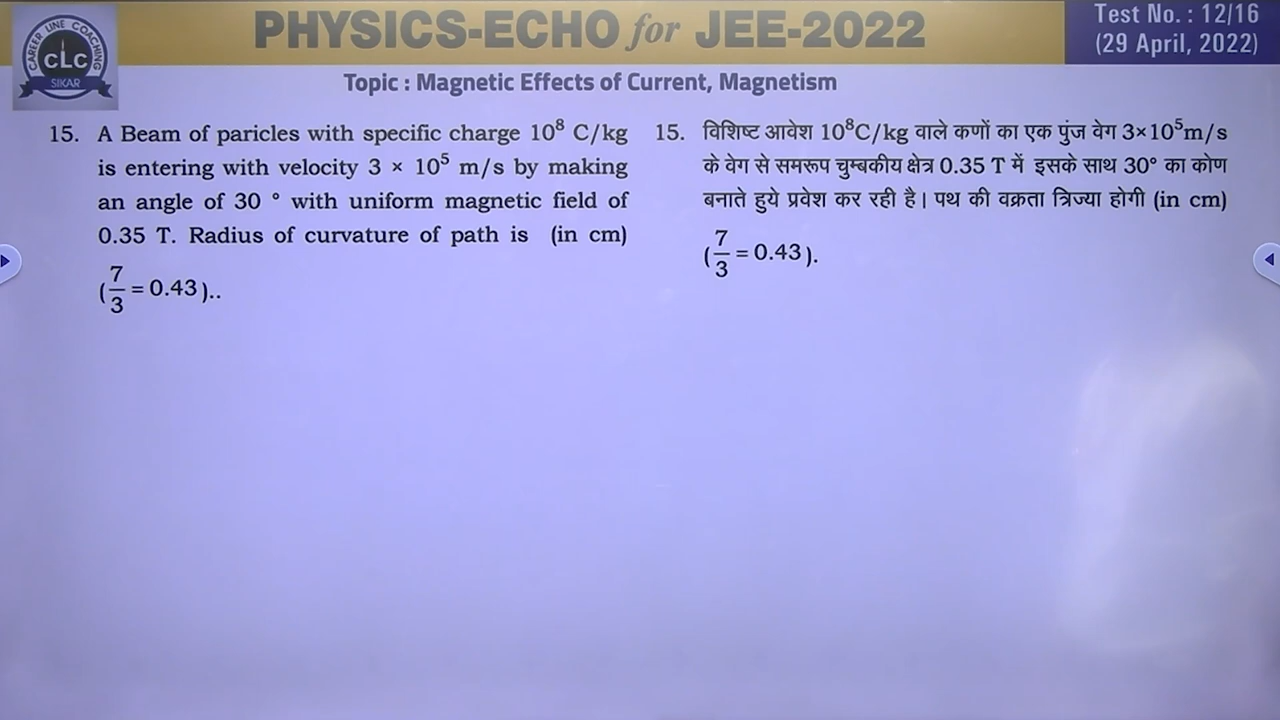 PHYSICS-ECHO for JEE-2022
Test No. : 12/16
(29 April, 2022)
CAREER LINE COACHING
CLC
SIKAR
Topic : Magnetic Effects of Current, Magnetism
15. A Beam of paricles with specific charge 10⁸ C/kg
is entering with velocity 3 × 10⁵ m/s by making
an angle of 30 ° with uniform magnetic field of
0.35 T. Radius of curvature of path is (in cm)
(7/3 = 0.43)..
15. विशिष्ट आवेश 10⁸C/kg वाले कणों का एक पुंज वेग 3×10⁵m/s
के वेग से समरूप चुम्बकीय क्षेत्र 0.35 T में इसके साथ 30° का कोण
बनाते हुये प्रवेश कर रही है। पथ की वक्रता त्रिज्या होगी (in cm)
(7/3 = 0.43).